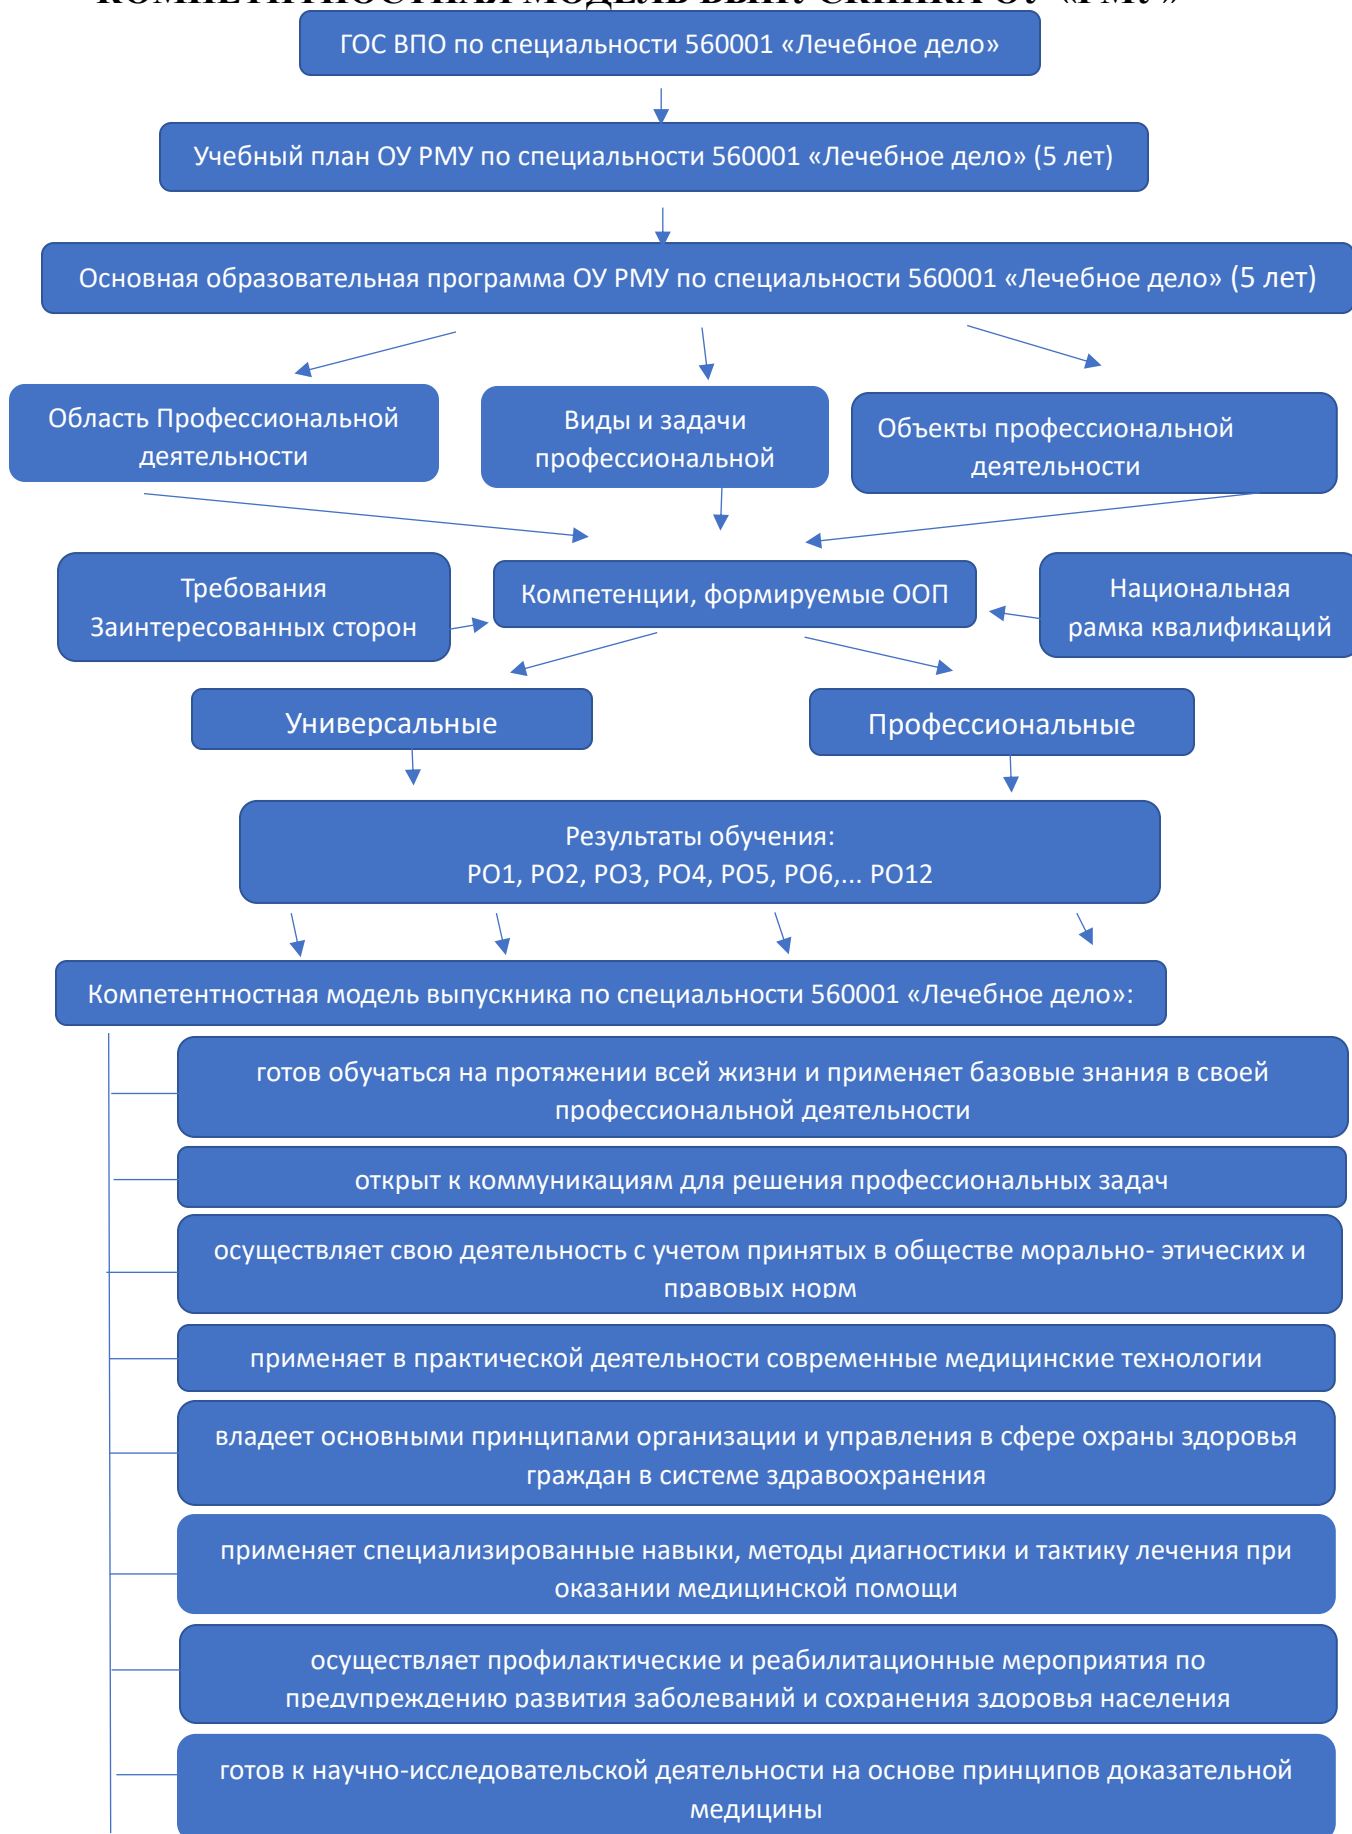 КОМПЕТНТНОСТНАЯ МОДЕЛЬ ВЫПУСКНИКА ОУ «РМУ»
ГОС ВПО по специальности 560001 «Лечебное дело»
Учебный план ОУ РМУ по специальности 560001 «Лечебное дело» (5 лет)
Основная образовательная программа ОУ РМУ по специальности 560001 «Лечебное дело» (5 лет)
Область Профессиональной
деятельности
Виды и задачи
профессиональной
Объекты профессиональной
деятельности
Требования
Заинтересованных сторон
Компетенции, формируемые ООП
Национальная
рамка квалификаций
Универсальные
Профессиональные
Результаты обучения:
РО1, РО2, РО3, РО4, РО5, РО6,... РО12
Компетентностная модель выпускника по специальности 560001 «Лечебное дело»:
готов обучаться на протяжении всей жизни и применяет базовые знания в своей
профессиональной деятельности
открыт к коммуникациям для решения профессиональных задач
осуществляет свою деятельность с учетом принятых в обществе морально- этических и
правовых норм
применяет в практической деятельности современные медицинские технологии
владеет основными принципами организации и управления в сфере охраны здоровья
граждан в системе здравоохранения
применяет специализированные навыки, методы диагностики и тактику лечения при
оказании медицинской помощи
осуществляет профилактические и реабилитационные мероприятия по
предупреждению развития заболеваний и сохранения здоровья населения
готов к научно-исследовательской деятельности на основе принципов доказательной
медицины